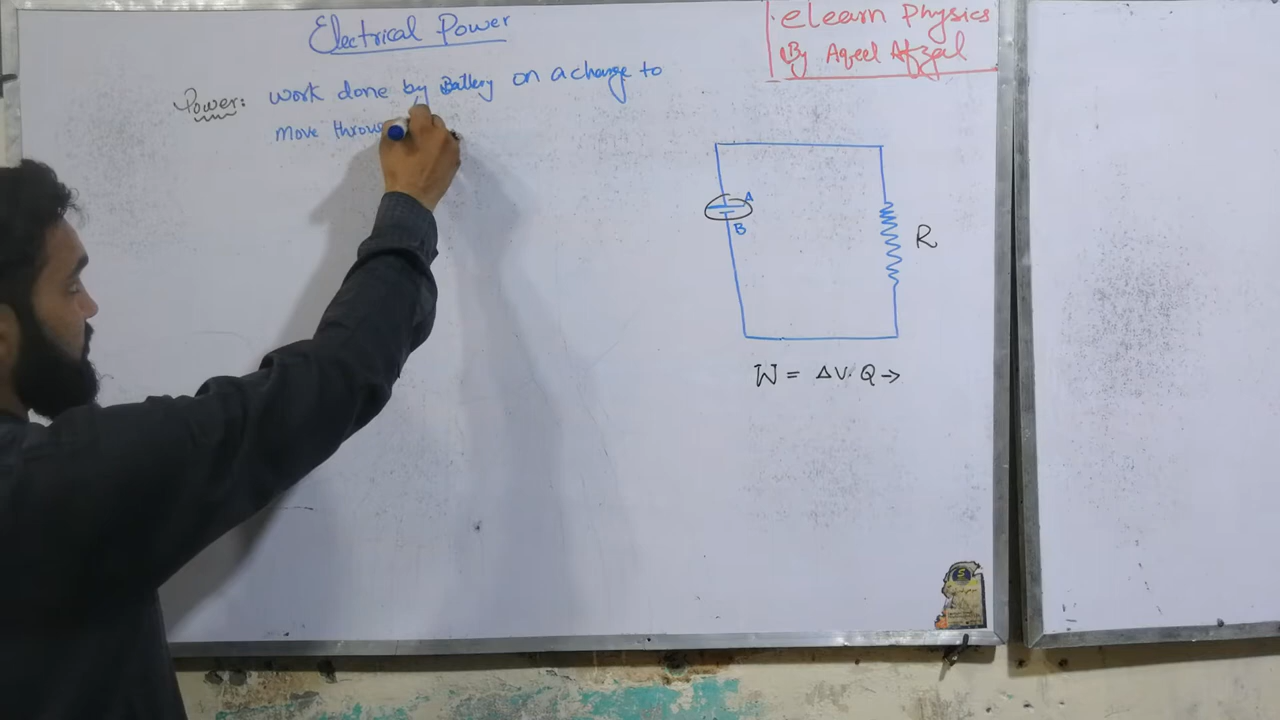 Electrical Power
eLearn Physics
By Aqeel Afzal
Power: work done by Battery on a charge to
move throu
A
B
R
W = ΔV. Q →